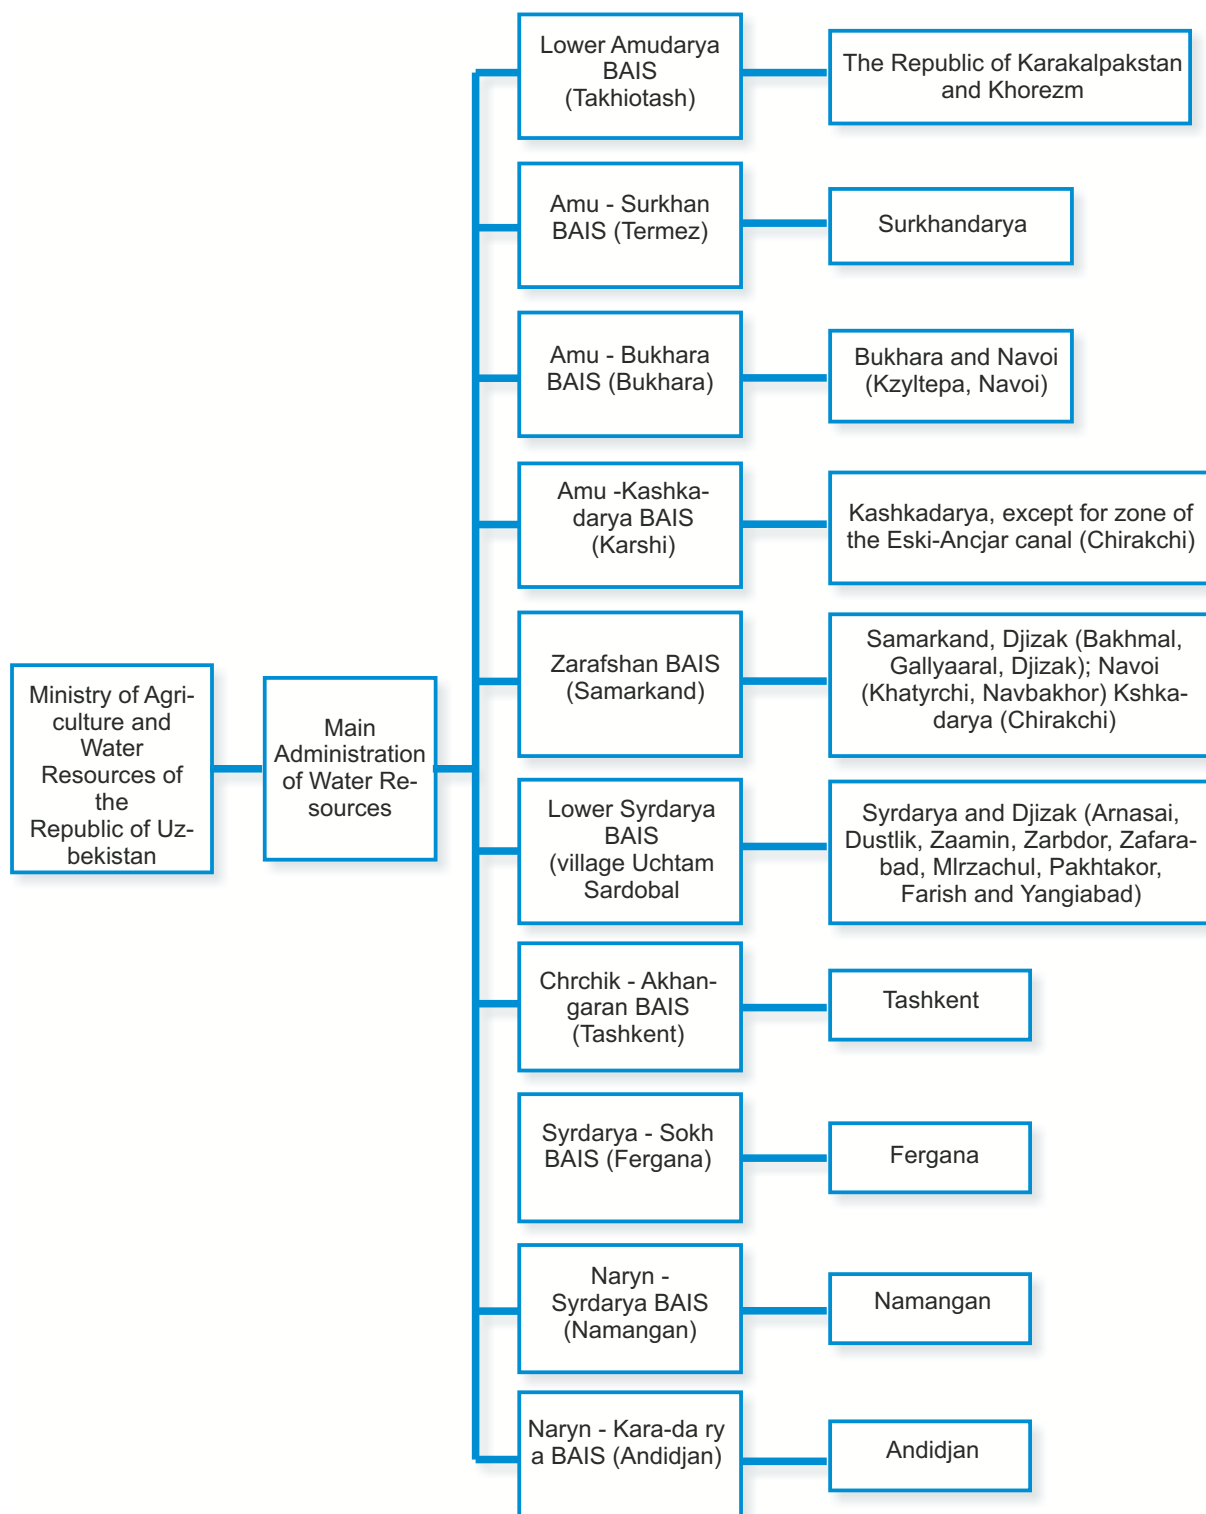 Lower Amudarya
BAIS
(Takhiotash)
The Republic of Karakalpakstan
and Khorezm
Amu - Surkhan
BAIS (Termez)
Surkhandarya
Amu - Bukhara
BAIS (Bukhara)
Bukhara and Navoi
(Kzyltepa, Navoi)
Amu -Kashka-
darya BAIS
(Karshi)
Kashkadarya, except for zone of
the Eski-Ancjar canal (Chirakchi)
Zarafshan BAIS
(Samarkand)
Samarkand, Djizak (Bakhmal,
Gallyaaral, Djizak); Navoi
(Khatyrchi, Navbakhor) Kshka-
darya (Chirakchi)
Ministry of Agri-
culture and
Water
Resources of
the
Republic of Uz-
bekistan
Main
Administration
of Water Re-
sources
Lower Syrdarya
BAIS
(village Uchtam
Sardobal
Syrdarya and Djizak (Arnasai,
Dustlik, Zaamin, Zarbdor, Zafara-
bad, Mlrzachul, Pakhtakor,
Farish and Yangiabad)
Chrchik - Akhan-
garan BAIS
(Tashkent)
Tashkent
Syrdarya - Sokh
BAIS (Fergana)
Fergana
Naryn -
Syrdarya BAIS
(Namangan)
Namangan
Naryn - Kara-da ry
a BAIS (Andidjan)
Andidjan